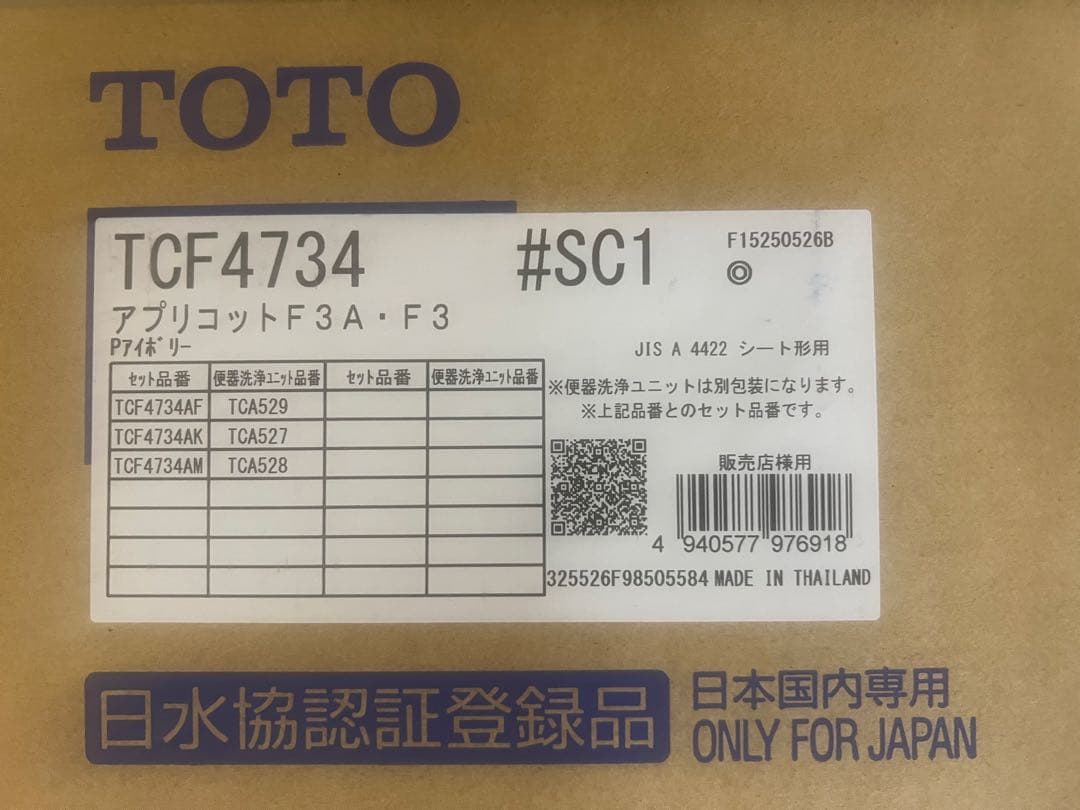 TOTO
TCF4734 #SC1 F15250526B
◎
アプリコットF3A・F3
Pアイボリー
JIS A 4422 シート形用
セット品番 便器洗浄ユニット品番 セット品番 便器洗浄ユニット品番
※便器洗浄ユニットは別包装になります。
TCF4734AF TCA529
※上記品番とのセット品番です。
TCF4734AK TCA527
TCF4734AM TCA528
販売店様用
4 940577 976918
325526F98505584 MADE IN THAILAND
日水協認証登録品
日本国内専用
ONLY FOR JAPAN